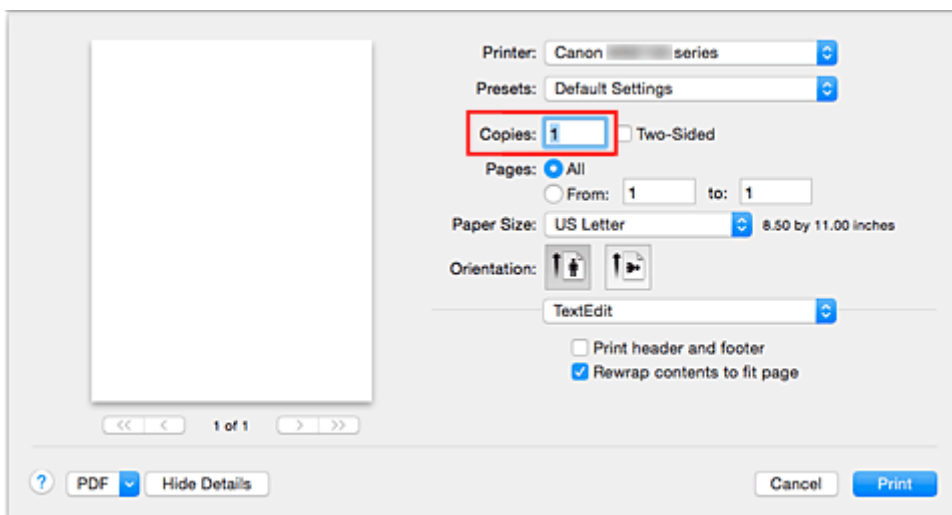 Printer: Canon series
Presets: Default Settings
Copies: 1 Two-Sided
Pages: All
From: 1 to: 1
Paper Size: US Letter 8.50 by 11.00 inches
Orientation:
TextEdit
Print header and footer
Rewrap contents to fit page
<< < 1 of 1 > >>
? PDF Hide Details Cancel Print